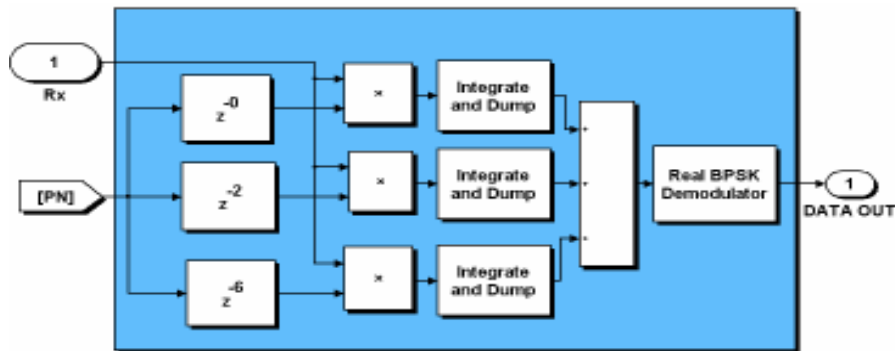 1
Rx
[PN]
z-0
z-2
z-6
×
×
×
Integrate
and Dump
Integrate
and Dump
Integrate
and Dump
+
+
+
Real BPSK
Demodulator
1
DATA OUT